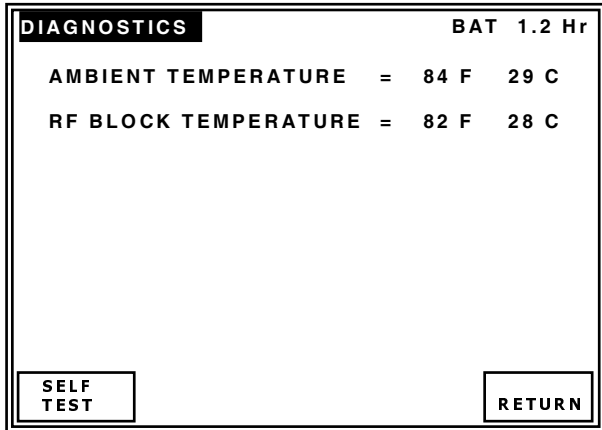 DIAGNOSTICS BAT 1.2 Hr
AMBIENT TEMPERATURE = 84 F 29 C
RF BLOCK TEMPERATURE = 82 F 28 C
SELF
TEST
RETURN